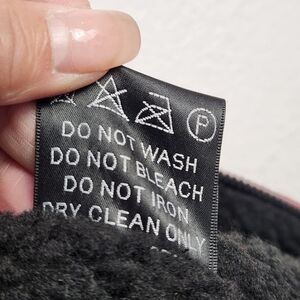 P
DO NOT WASH
DO NOT BLEACH
DO NOT IRON
DRY CLEAN ONLY